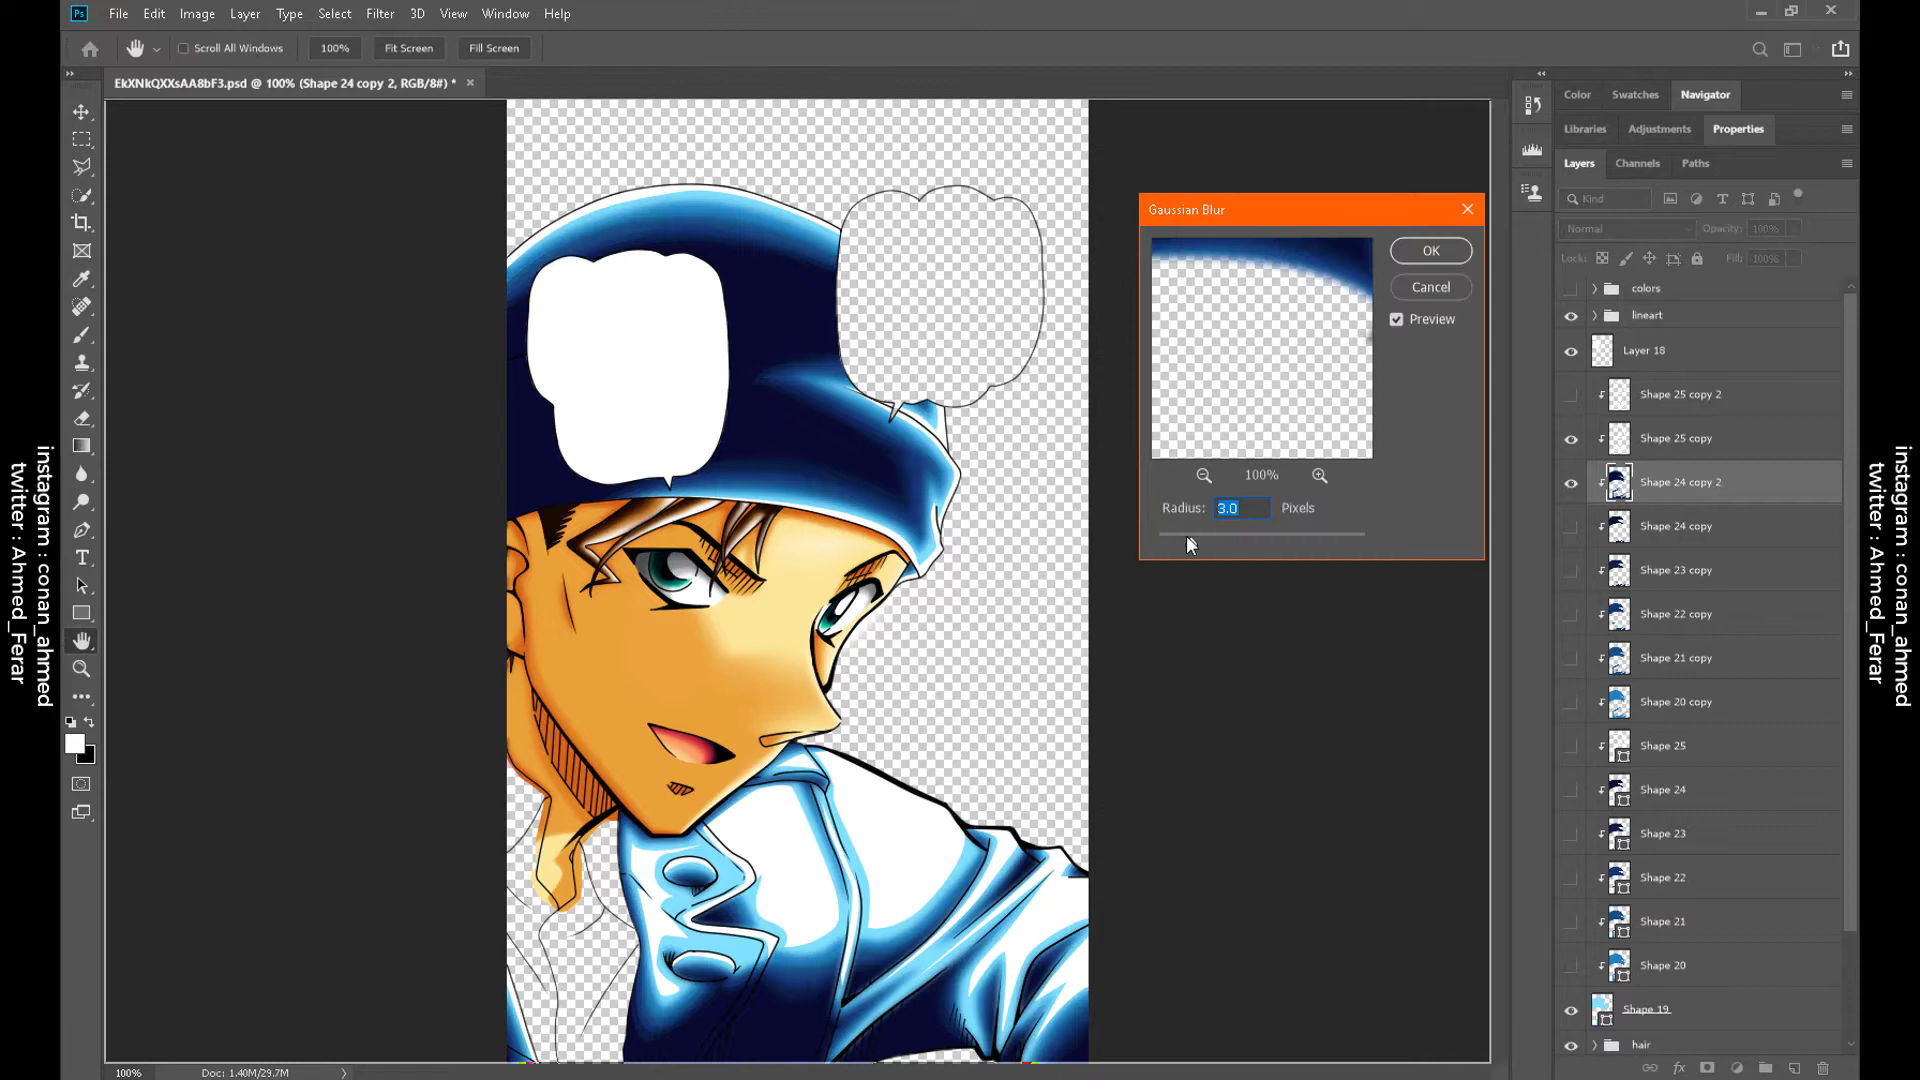 Ps File Edit Image Layer Type Select Filter 3D View Window Help
Scroll All Windows 100% Fit Screen Fill Screen
EkXNkQXXsAA8bF3.psd @ 100% (Shape 24 copy 2, RGB/8#) *
Color Swatches Navigator
Libraries Adjustments Properties
Layers Channels Paths
Kind
Normal Opacity: 100%
Lock: Fill: 100%
colors
lineart
Layer 18
Shape 25 copy 2
Shape 25 copy
Shape 24 copy 2
Shape 24 copy
Shape 23 copy
Shape 22 copy
Shape 21 copy
Shape 20 copy
Shape 25
Shape 24
Shape 23
Shape 22
Shape 21
Shape 20
Shape 19
hair
Gaussian Blur
OK
Cancel
Preview
100%
Radius: 3.0 Pixels
100% Doc: 1.40M/29.7M
instagram : conan_ahmed
twitter : Ahmed_Ferar
instagram : conan_ahmed
twitter : Ahmed_Ferar